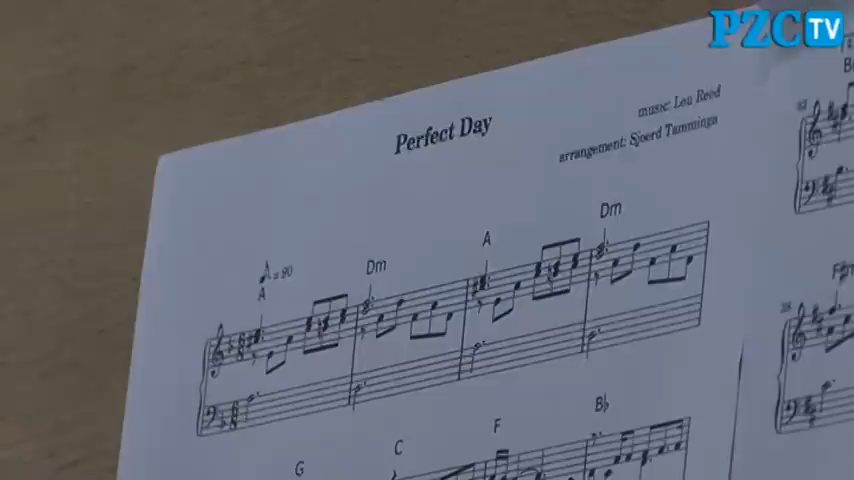 PZC TV
Perfect Day
music: Lou Reed
arrangement: Sjoerd Tamminga
♪. = 90
A Dm A Dm
G C F B♭